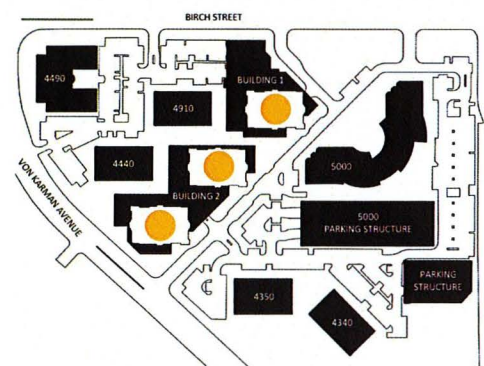 BIRCH STREET
4490
BUILDING 1
4910
4440
5000
VON KARMAN AVENUE
BUILDING 2
5000
PARKING STRUCTURE
PARKING
STRUCTURE
4350
4340